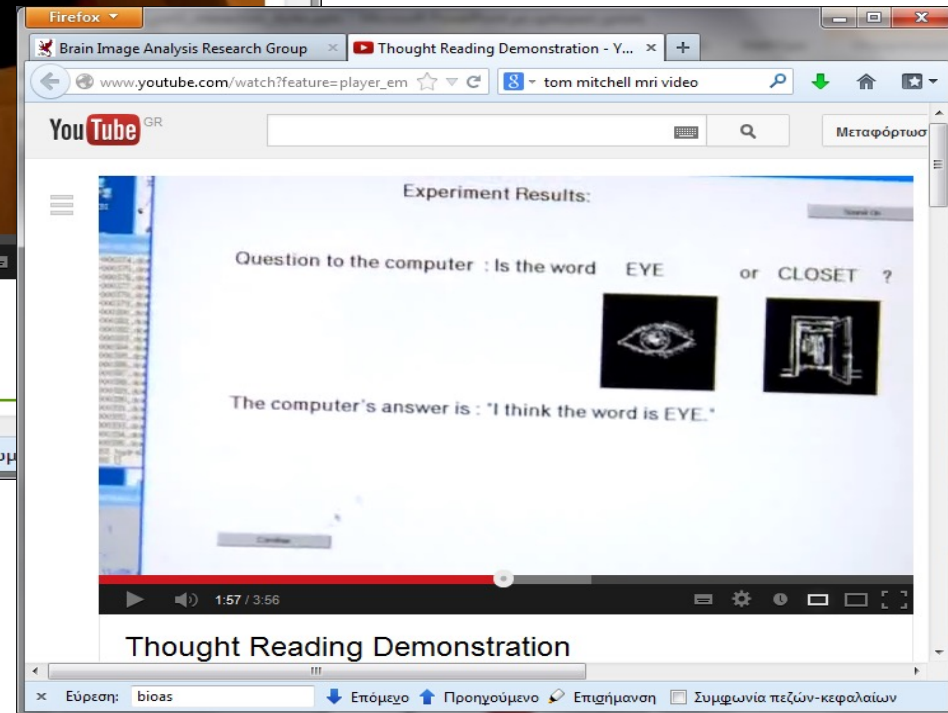 Firefox
Brain Image Analysis Research Group
Thought Reading Demonstration - Y...
www.youtube.com/watch?feature=player_em
8
tom mitchell mri video
YouTube GR
Μεταφόρτωσ
Experiment Results:
Question to the computer : Is the word EYE or CLOSET ?
The computer's answer is : "I think the word is EYE."
1:57 / 3:56
Thought Reading Demonstration
Εύρεση: bioas Επόμενο Προηγούμενο Επισήμανση Συμφωνία πεζών-κεφαλαίων